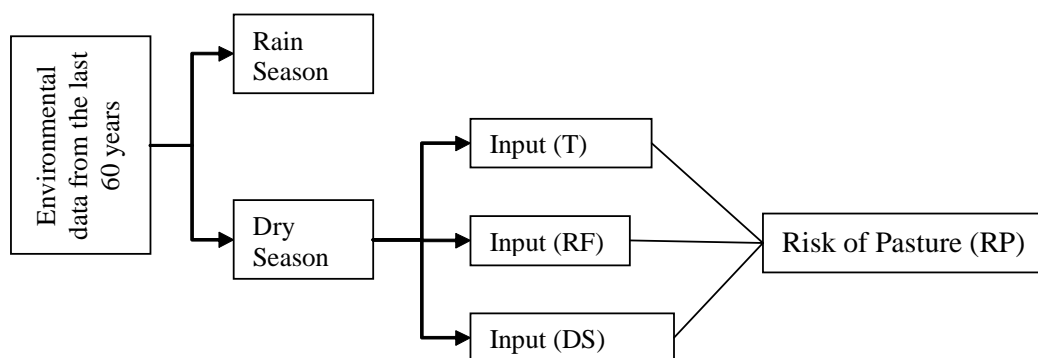 Environmental
data from the last
60 years
Rain
Season
Dry
Season
Input (T)
Input (RF)
Input (DS)
Risk of Pasture (RP)